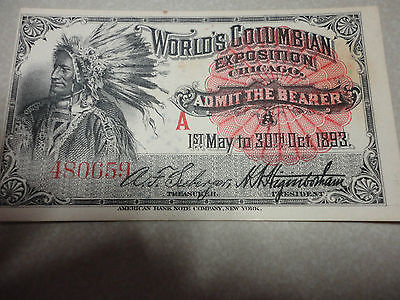 WORLD'S COLUMBIAN
EXPOSITION
CHICAGO.
ADMIT THE BEARER
A
A
1ST May to 30TH Oct. 1893.
480659
TREASURER. PRESIDENT.
AMERICAN BANK NOTE COMPANY, NEW YORK.